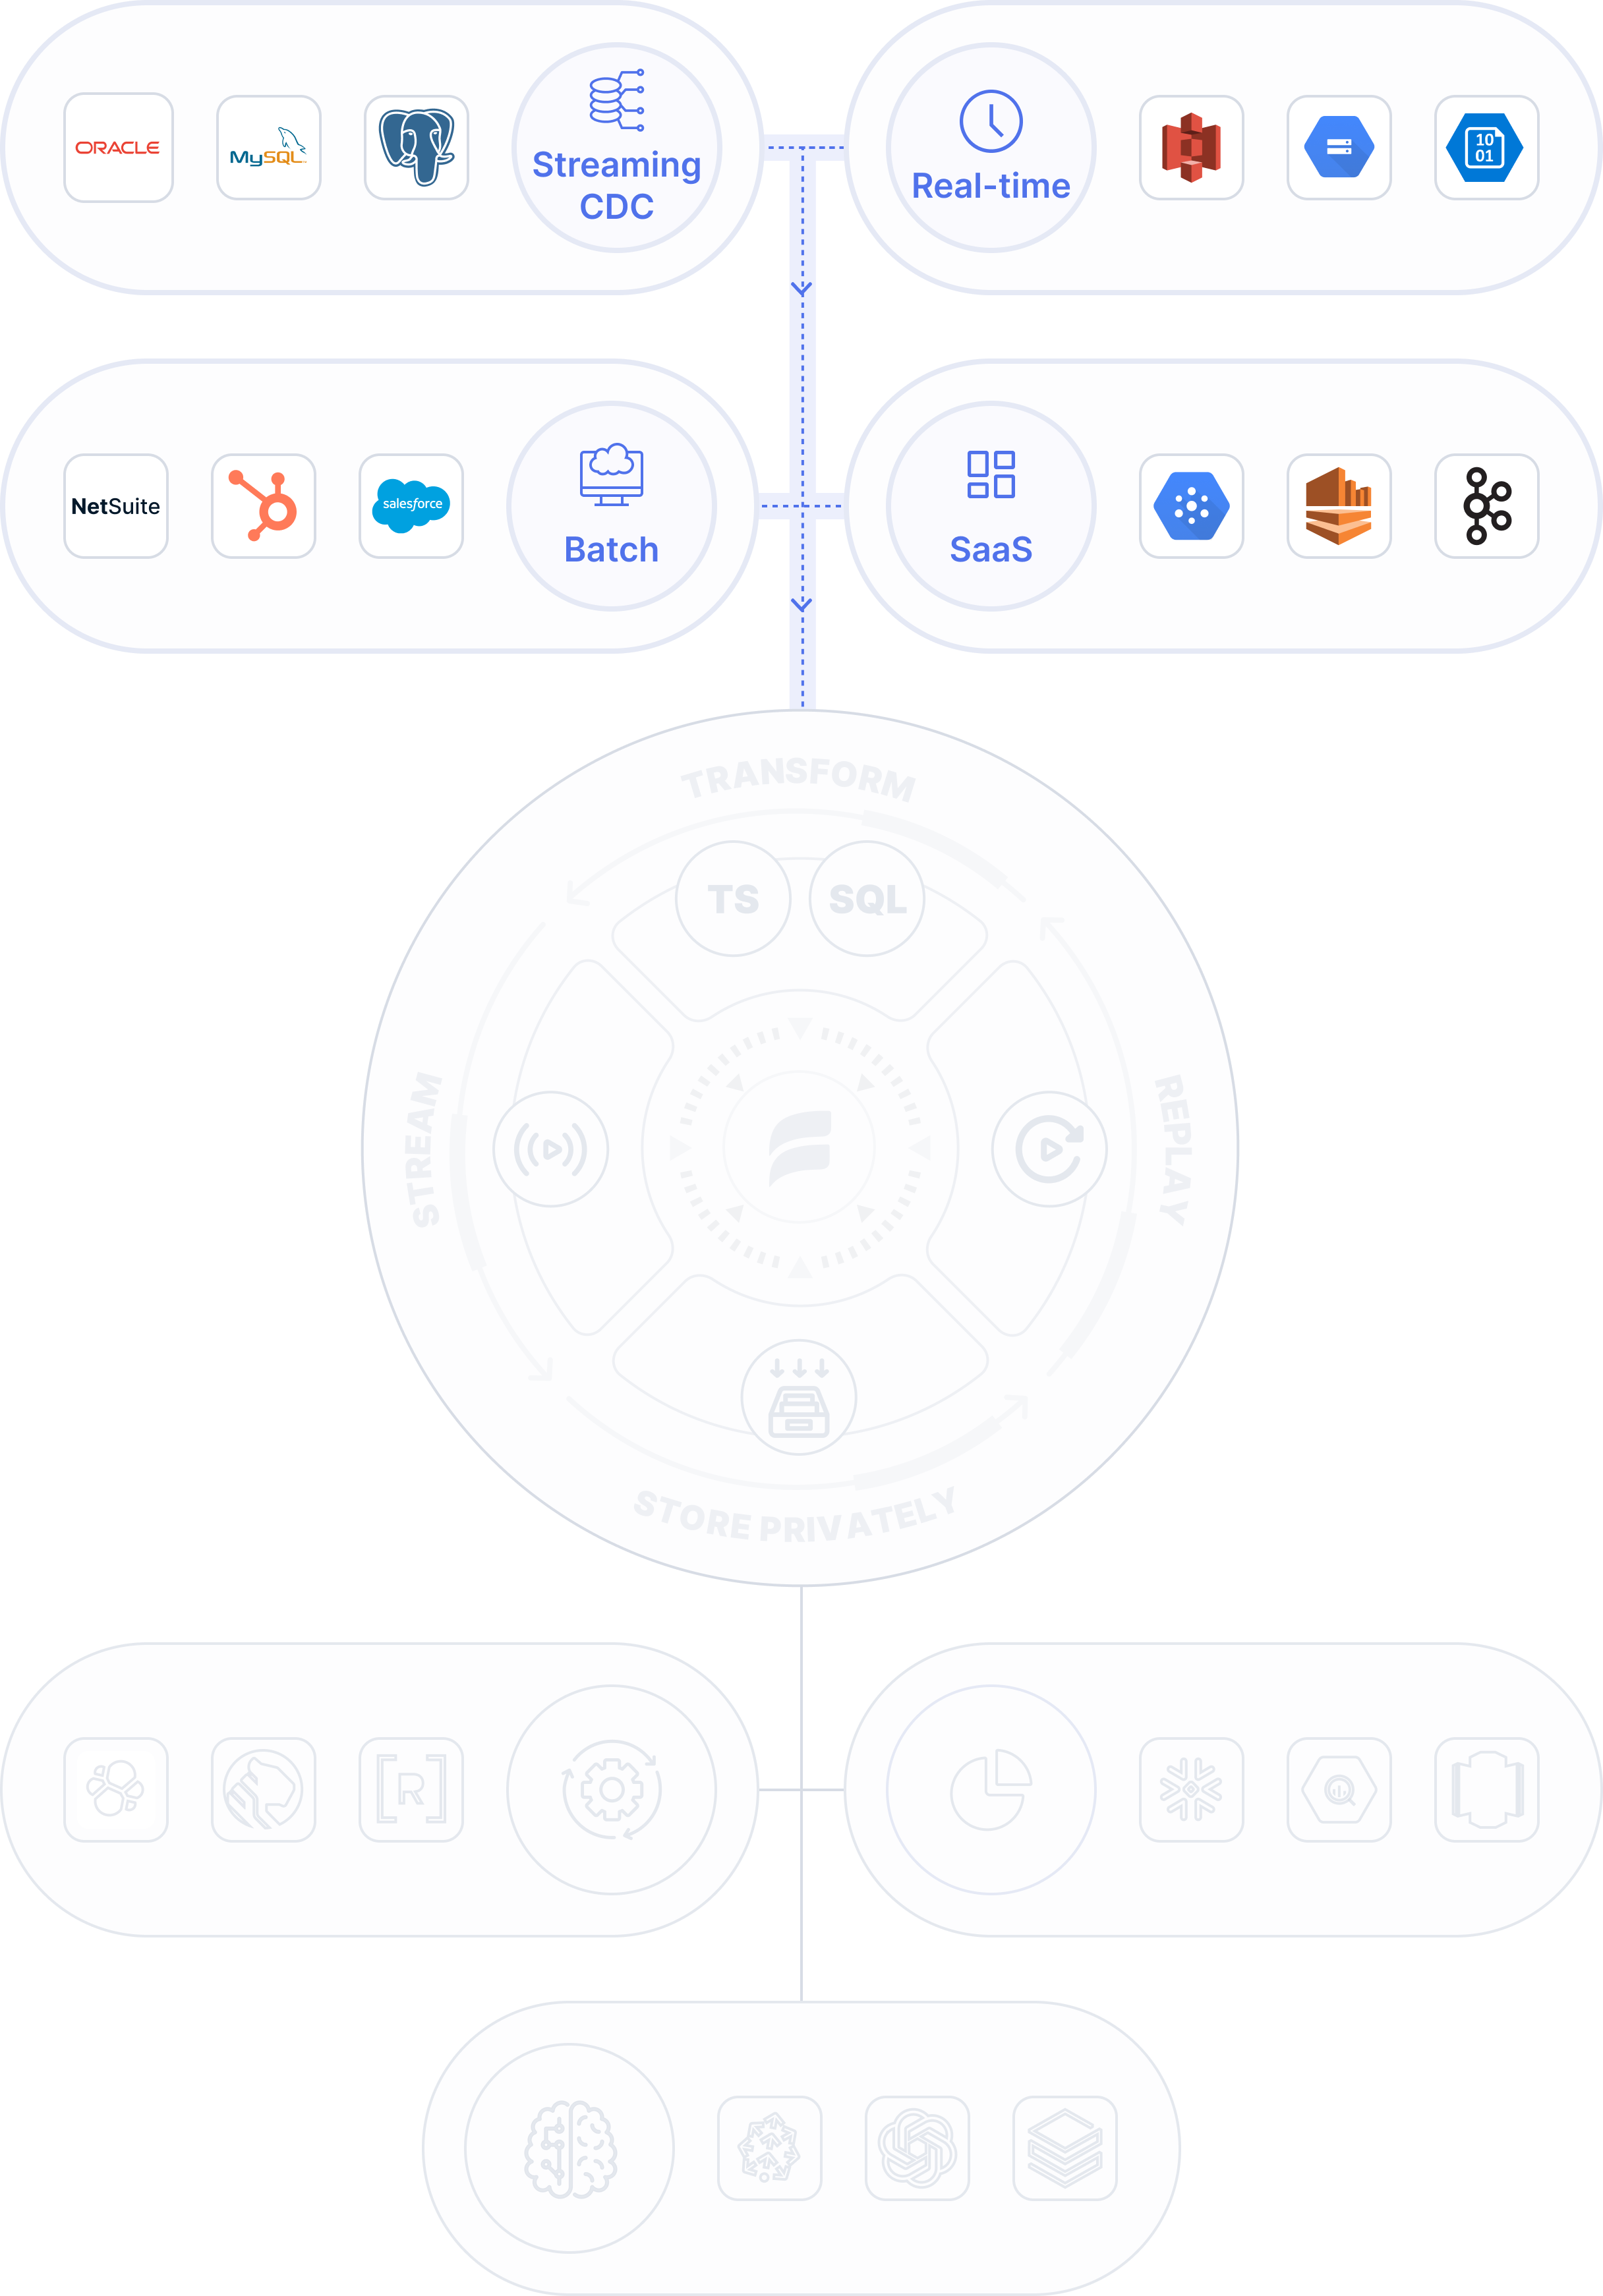 ORACLE
MySQL
Streaming
CDC
Real-time
10
01
NetSuite
salesforce
Batch
SaaS
TRANSFORM
TS
SQL
STREAM
REPLAY
STORE PRIVATELY
R